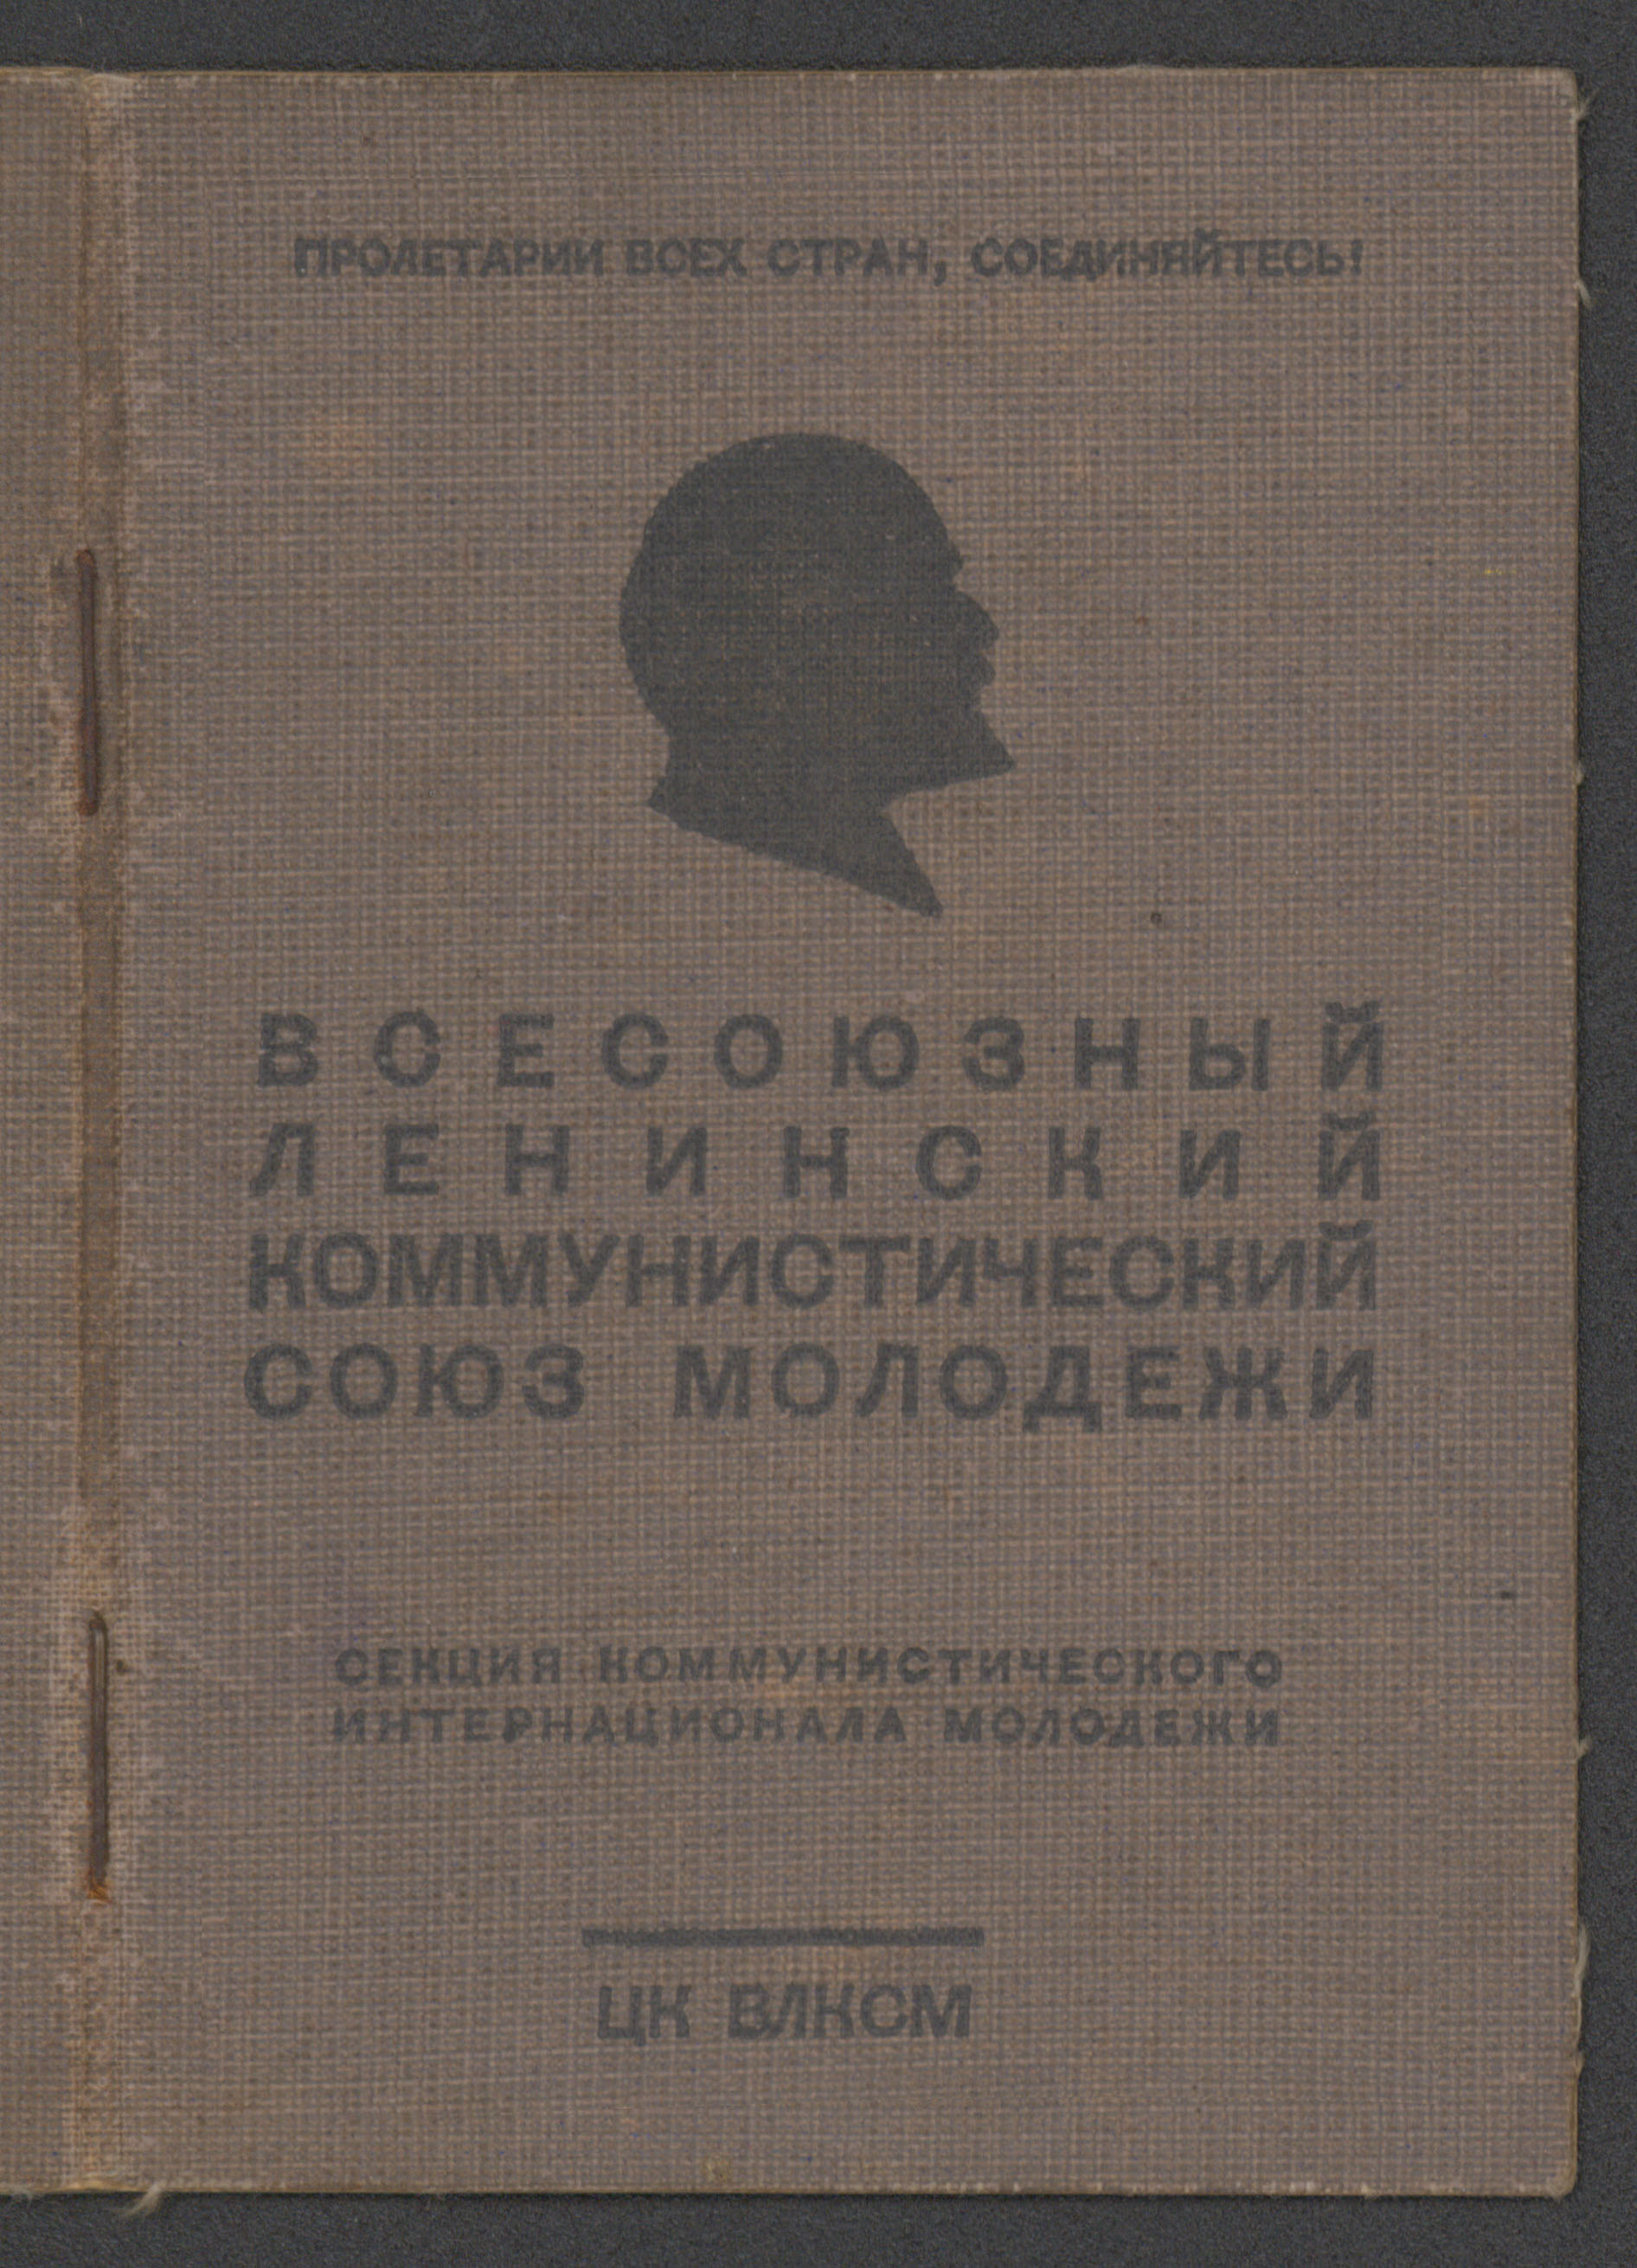 ПРОЛЕТАРИИ ВСЕХ СТРАН, СОЕДИНЯЙТЕСЬ!
ВСЕСОЮЗНЫЙ
ЛЕНИНСКИЙ
КОММУНИСТИЧЕСКИЙ
СОЮЗ МОЛОДЕЖИ
СЕКЦИЯ КОММУНИСТИЧЕСКОГО
ИНТЕРНАЦИОНАЛА МОЛОДЕЖИ
ЦК ВЛКСМ